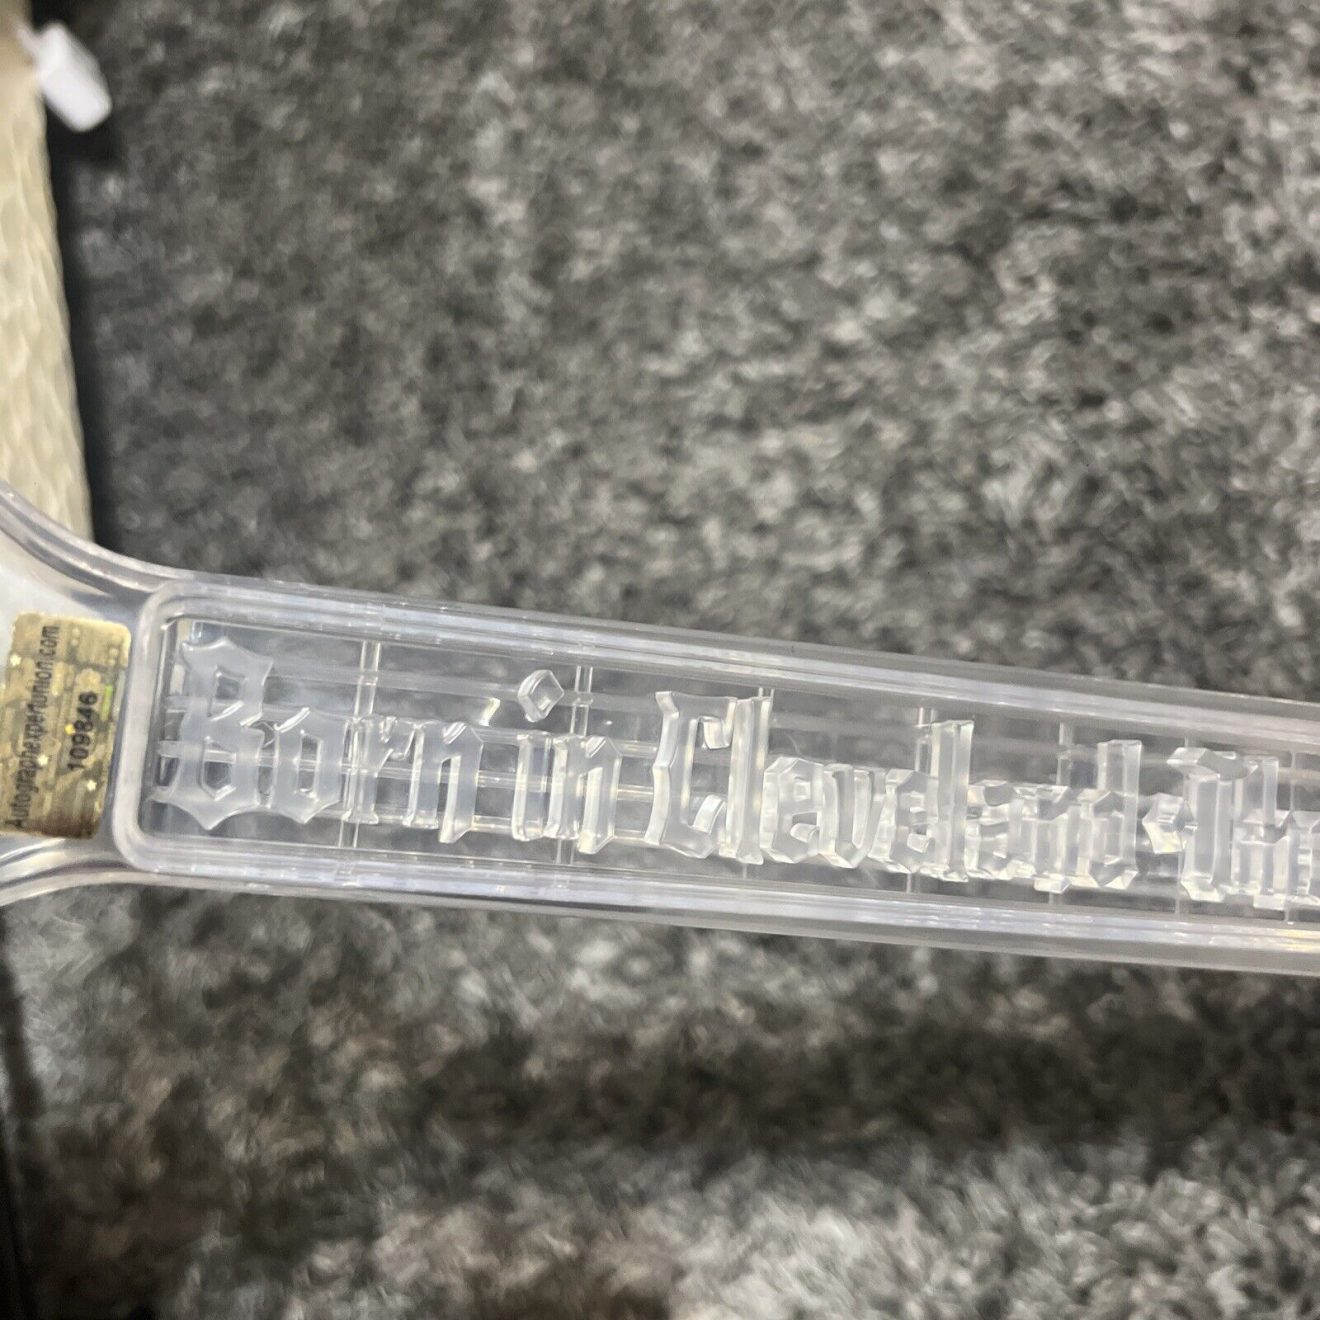 Autographexpertunion.com
109846
Born in Cleveland ·